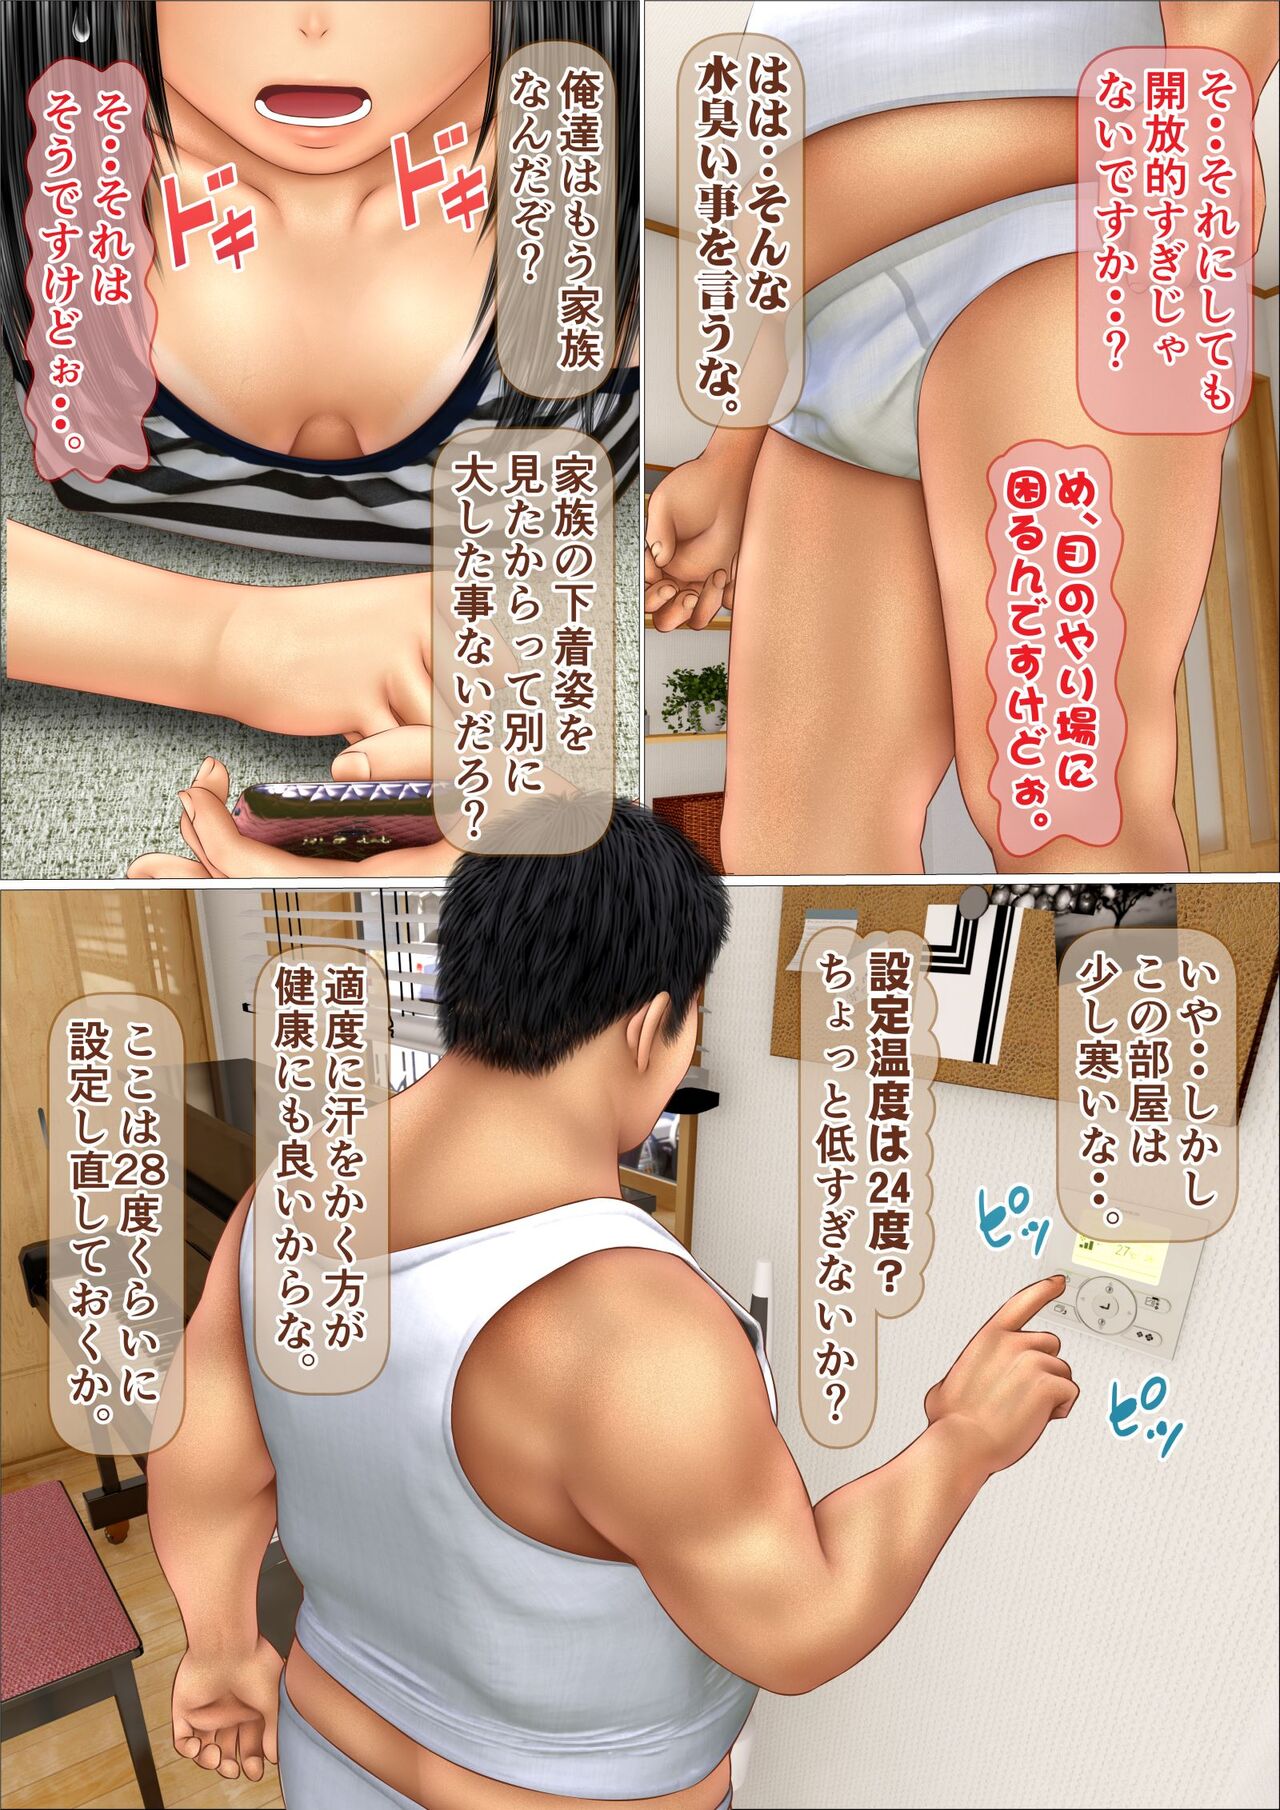 そ・・・それにしても
開放的すぎじゃ
ないですか・・・？
め、目のやり場に
困るんですけどぉ。
はは・・そんな
水臭い事を言うな。
俺達はもう家族
なんだぞ？
家族の下着姿を
見たからって別に
大した事ないだろ？
ドキ
ドキ
そ・・・それは
そうですけどぉ・・・。
いや・・しかし
この部屋は
少し寒いな・・・。
設定温度は24度？
ちょっと低すぎないか？
ピッ
ピッ
27
適度に汗をかく方が
健康にも良いからな。
ここは28度くらいに
設定し直しておくか。